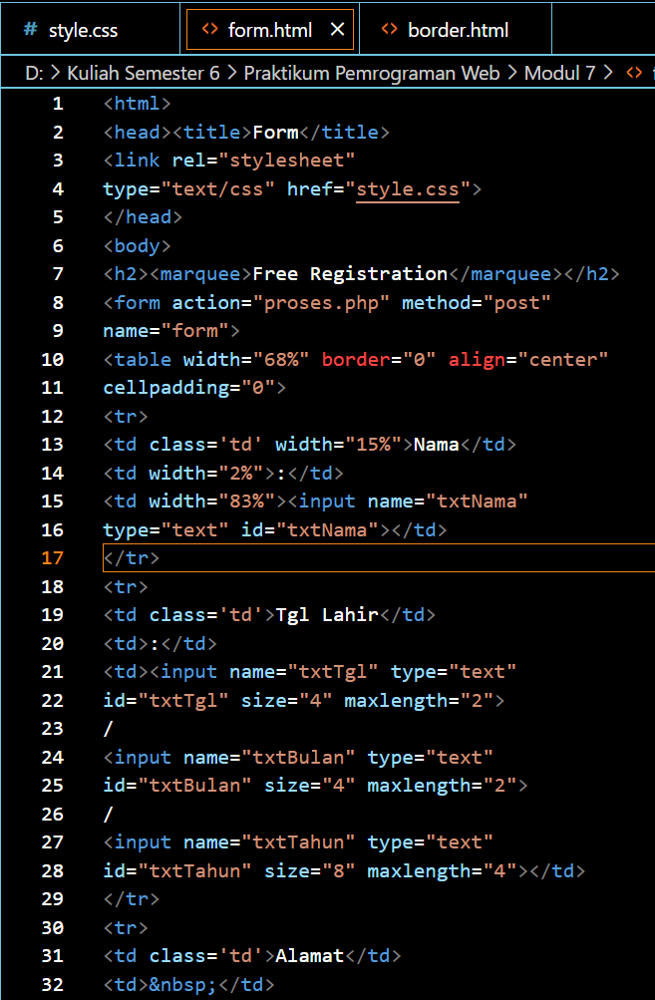 # style.css <> form.html × <> border.html
D: > Kuliah Semester 6 > Praktikum Pemrograman Web > Modul 7 > <>
1 <html>
2 <head><title>Form</title>
3 <link rel="stylesheet"
4 type="text/css" href="style.css">
5 </head>
6 <body>
7 <h2><marquee>Free Registration</marquee></h2>
8 <form action="proses.php" method="post"
9 name="form">
10 <table width="68%" border="0" align="center"
11 cellpadding="0">
12 <tr>
13 <td class='td' width="15%">Nama</td>
14 <td width="2%">:</td>
15 <td width="83%"><input name="txtNama"
16 type="text" id="txtNama"></td>
17 </tr>
18 <tr>
19 <td class='td'>Tgl Lahir</td>
20 <td>:</td>
21 <td><input name="txtTgl" type="text"
22 id="txtTgl" size="4" maxlength="2">
23 /
24 <input name="txtBulan" type="text"
25 id="txtBulan" size="4" maxlength="2">
26 /
27 <input name="txtTahun" type="text"
28 id="txtTahun" size="8" maxlength="4"></td>
29 </tr>
30 <tr>
31 <td class='td'>Alamat</td>
32 <td>&nbsp;</td>